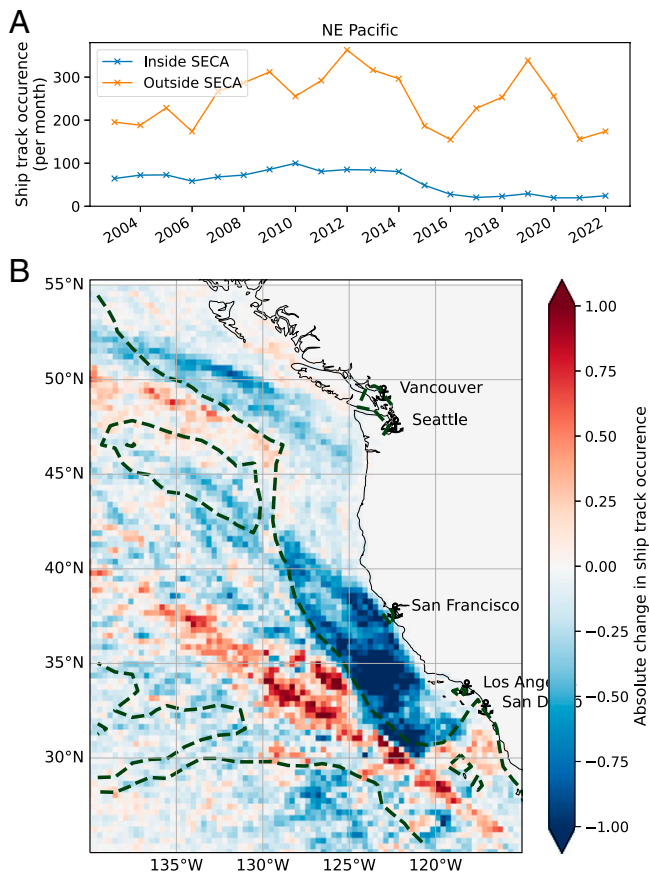 A
NE Pacific
Inside SECA
Outside SECA
Ship track occurence
(per month)
300
200
100
0
2004
2006
2008
2010
2012
2014
2016
2018
2020
2022
B
55°N
50°N
45°N
40°N
35°N
30°N
135°W
130°W
125°W
120°W
Vancouver
Seattle
San Francisco
Los Ange
San D
1.00
0.75
0.50
0.25
0.00
−0.25
−0.50
−0.75
−1.00
Absolute change in ship track occurence